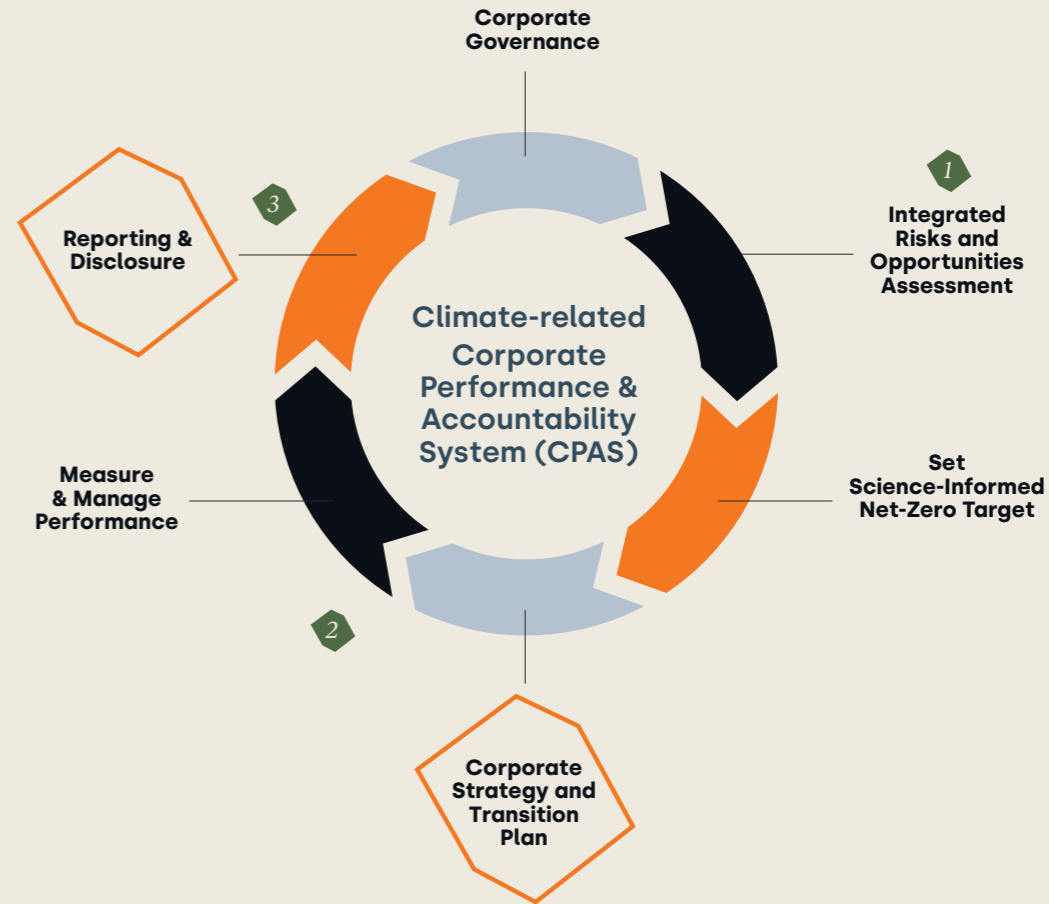 Corporate
Governance
1
Integrated
Risks and
Opportunities
Assessment
3
Reporting &
Disclosure
Climate-related
Corporate
Performance &
Accountability
System (CPAS)
Set
Science-Informed
Net-Zero Target
Measure
& Manage
Performance
2
Corporate
Strategy and
Transition
Plan